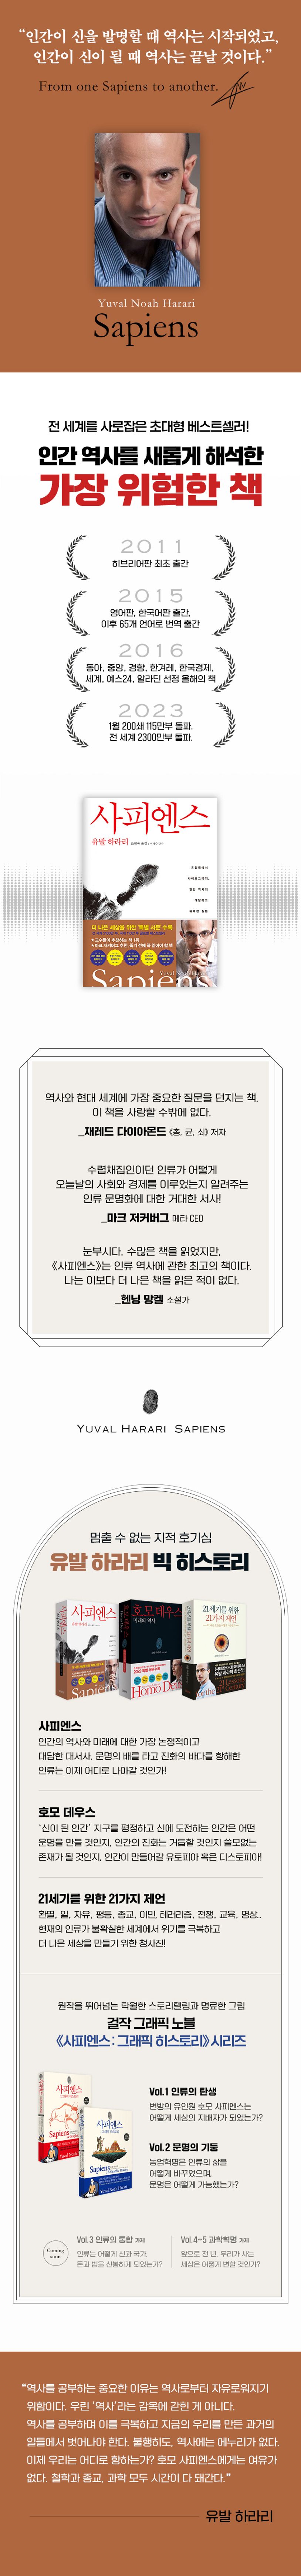 “인간이 신을 발명할 때 역사는 시작되었고,
인간이 신이 될 때 역사는 끝날 것이다.”
From one Sapiens to another.
Yuval Noah Harari
Sapiens
전 세계를 사로잡은 초대형 베스트셀러!
인간 역사를 새롭게 해석한
가장 위험한 책
2011
히브리어판 최초 출간
2015
영어판, 한국어판 출간,
이후 65개 언어로 번역 출간
2016
동아, 중앙, 경향, 한겨레, 한국경제,
세계, 예스24, 알라딘 선정 올해의 책
2023
1월 200쇄 115만부 돌파.
전 세계 2300만부 돌파.
사피엔스
유발 하라리
더 나은 세상을 위한 '특별 서문' 수록
Sapiens
역사와 현대 세계에 가장 중요한 질문을 던지는 책.
이 책을 사랑할 수밖에 없다.
_재레드 다이아몬드 《총, 균, 쇠》 저자
수렵채집인이던 인류가 어떻게
오늘날의 사회와 경제를 이루었는지 알려주는
인류 문명화에 대한 거대한 서사!
_마크 저커버그 메타 CEO
눈부시다. 수많은 책을 읽었지만,
《사피엔스》는 인류 역사에 관한 최고의 책이다.
나는 이보다 더 나은 책을 읽은 적이 없다.
_헨닝 망켈 소설가
YUVAL HARARI SAPIENS
멈출 수 없는 지적 호기심
유발 하라리 빅 히스토리
사피엔스
호모 데우스
21세기를 위한
21가지 제언
Sapiens
Homo Deus
사피엔스
인간의 역사와 미래에 대한 가장 논쟁적이고
대담한 대서사. 문명의 배를 타고 진화의 바다를 항해한
인류는 이제 어디로 나아갈 것인가!
호모 데우스
‘신이 된 인간’ 지구를 평정하고 신에 도전하는 인간은 어떤
문명을 만들 것인지, 인간의 진화는 거듭할 것인지 쓸모없는
존재가 될 것인지, 인간이 만들어갈 유토피아 혹은 디스토피아!
21세기를 위한 21가지 제언
환멸, 일, 자유, 평등, 종교, 이민, 테러리즘, 전쟁, 교육, 명상..
현재의 인류가 불확실한 세계에서 위기를 극복하고
더 나은 세상을 만들기 위한 청사진!!
원작을 뛰어넘는 탁월한 스토리텔링과 명료한 그림
걸작 그래픽 노블
《사피엔스 : 그래픽 히스토리》 시리즈
사피엔스
Sapiens
사피엔스
Sapiens
Vol.1 인류의 탄생
변방의 유인원 호모 사피엔스는
어떻게 세상의 지배자가 되었는가?
Vol.2 문명의 기둥
농업혁명은 인류의 삶을
어떻게 바꾸었으며,
문명은 어떻게 가능했는가?
Coming
soon
Vol.3 인류의 통합 가제
인류는 어떻게 신과 국가,
돈과 법을 신봉하게 되었는가?
Vol.4~5 과학혁명 가제
앞으로 천 년, 우리가 사는
세상은 어떻게 변할 것인가?
“역사를 공부하는 중요한 이유는 역사로부터 자유로워지기
위함이다. 우린 ‘역사’라는 감옥에 갇힌 게 아니다.
역사를 공부하며 이를 극복하고 지금의 우리를 만든 과거의
일들에서 벗어나야 한다. 불행히도, 역사에는 에누리가 없다.
이제 우리는 어디로 향하는가? 호모 사피엔스에게는 여유가
없다. 철학과 종교, 과학 모두 시간이 다 돼간다.”
유발 하라리